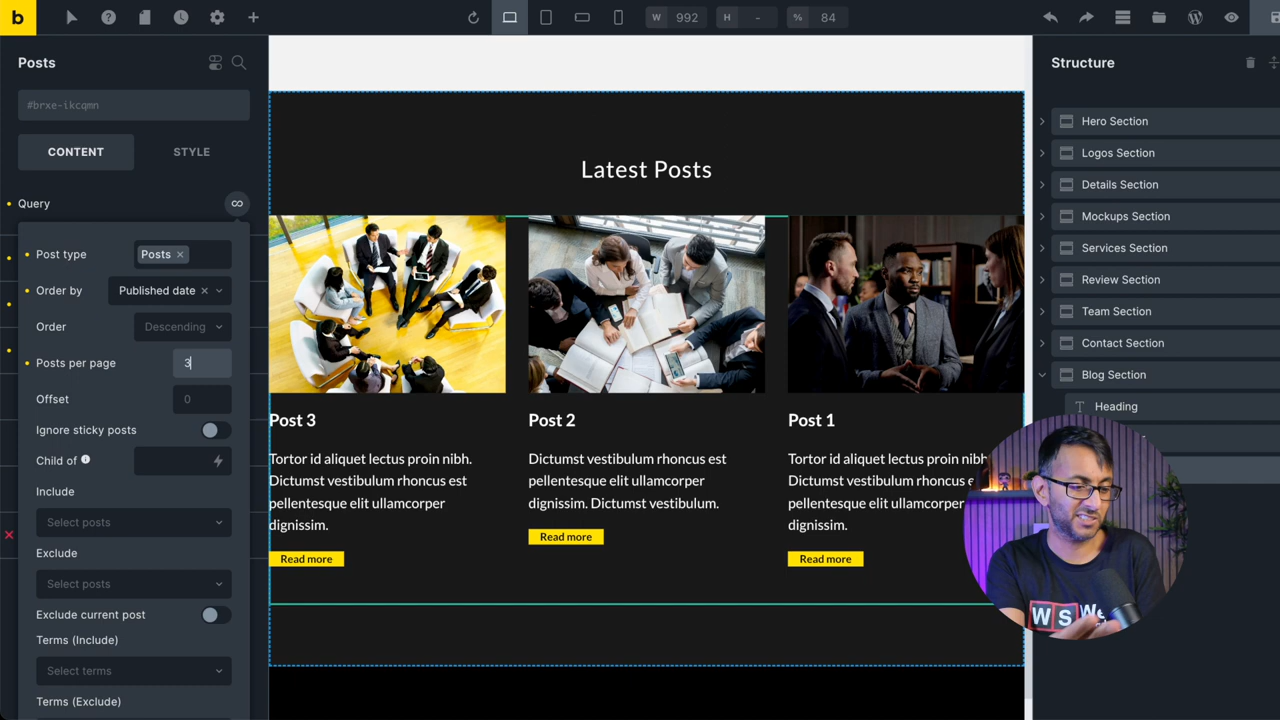 b
W 992 H - % 84
Posts
#brxe-ikcqmn
CONTENT STYLE
Query
Post type Posts ×
Order by Published date ×
Order Descending
Posts per page 3
Offset 0
Ignore sticky posts
Child of
Include
Select posts
Exclude
Select posts
Exclude current post
Terms (Include)
Select terms
Terms (Exclude)
Latest Posts
Post 3
Tortor id aliquet lectus proin nibh.
Dictumst vestibulum rhoncus est
pellentesque elit ullamcorper
dignissim.
Read more
Post 2
Dictumst vestibulum rhoncus est
pellentesque elit ullamcorper
dignissim. Dictumst vestibulum.
Read more
Post 1
Tortor id aliquet lectus proin nibh
Dictumst vestibulum rho
pellentesque elit ullamcor
dignissim.
Read more
Structure
Hero Section
Logos Section
Details Section
Mockups Section
Services Section
Review Section
Team Section
Contact Section
Blog Section
T Heading
WS We